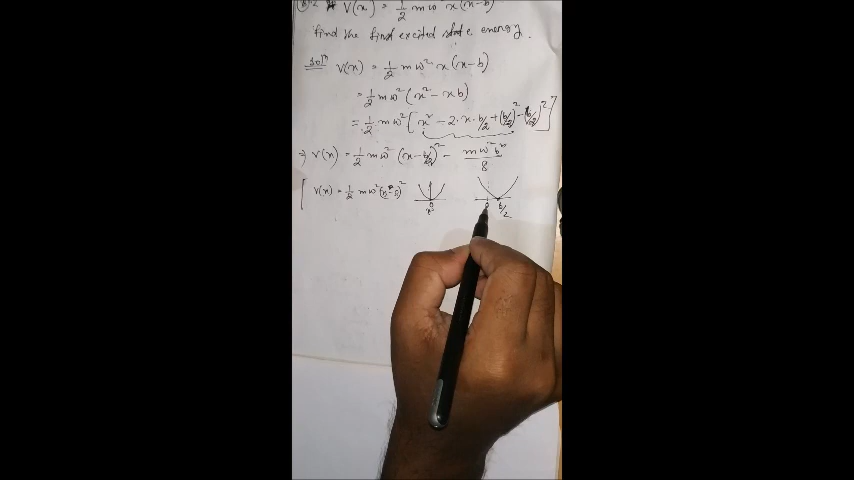 V(x) = 1/2 mω² x(x-b)
find the first excited state energy.
Solⁿ V(x) = 1/2 mω² x(x-b)
= 1/2 mω² (x² - xb)
= 1/2 mω² [x² - 2·x·b/2 + (b/2)² - (b/2)²]
⇒ V(x) = 1/2 mω² (x-b/2)² - mω²b²/8
V(x) = 1/2 mω²
0 0 b/2